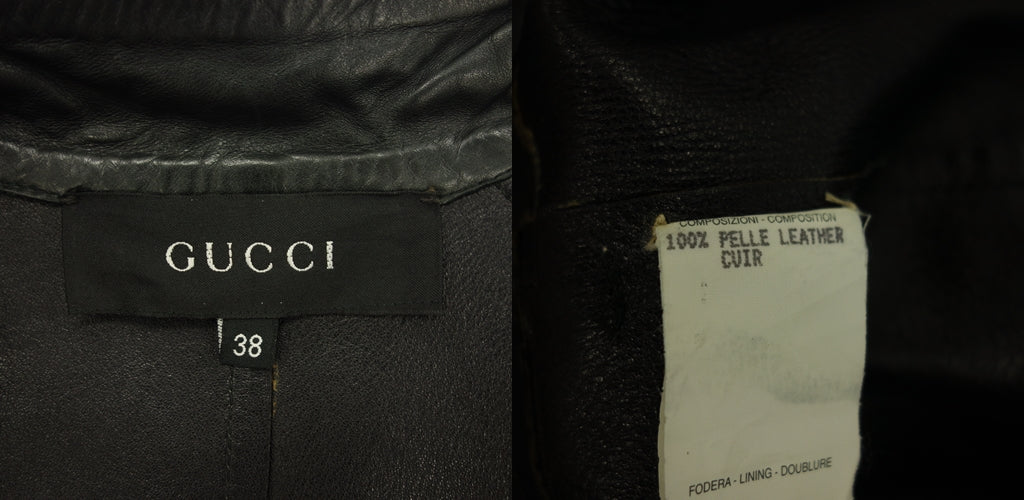 GUCCI
38
COMPOSIZIONI - COMPOSITION
100% PELLE LEATHER
CUIR
FODERA - LINING - DOUBLURE